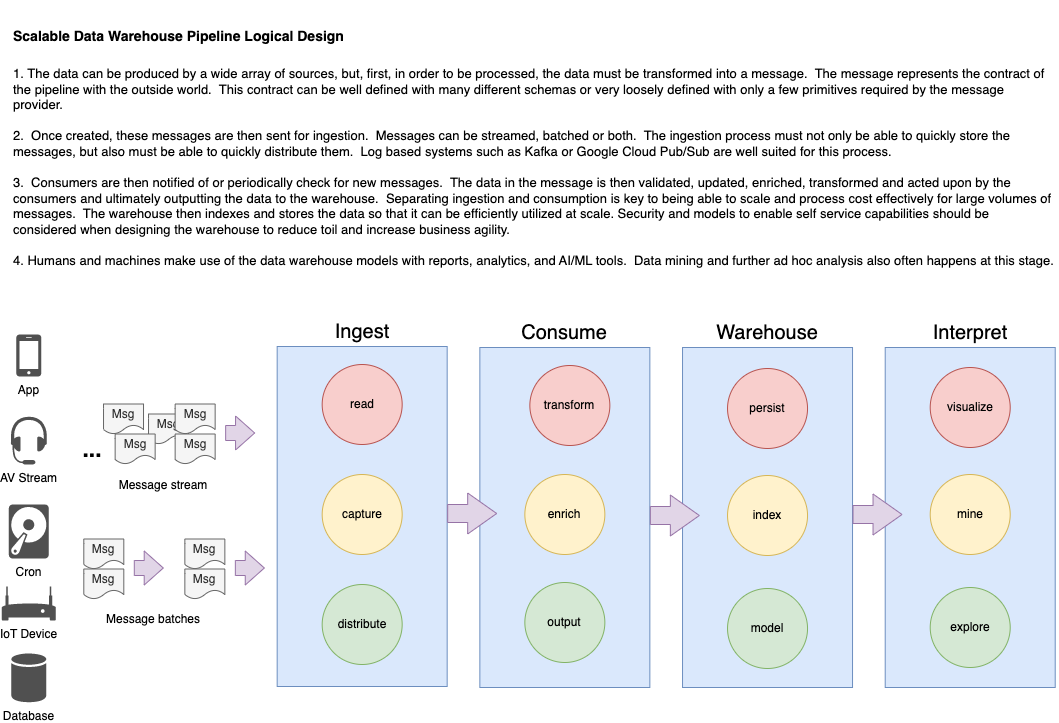 Scalable Data Warehouse Pipeline Logical Design
1. The data can be produced by a wide array of sources, but, first, in order to be processed, the data must be transformed into a message.  The message represents the contract of
the pipeline with the outside world.  This contract can be well defined with many different schemas or very loosely defined with only a few primitives required by the message
provider.
2.  Once created, these messages are then sent for ingestion.  Messages can be streamed, batched or both.  The ingestion process must not only be able to quickly store the
messages, but also must be able to quickly distribute them.  Log based systems such as Kafka or Google Cloud Pub/Sub are well suited for this process.
3.  Consumers are then notified of or periodically check for new messages.  The data in the message is then validated, updated, enriched, transformed and acted upon by the
consumers and ultimately outputting the data to the warehouse.  Separating ingestion and consumption is key to being able to scale and process cost effectively for large volumes of
messages.  The warehouse then indexes and stores the data so that it can be efficiently utilized at scale. Security and models to enable self service capabilities should be
considered when designing the warehouse to reduce toil and increase business agility.
4. Humans and machines make use of the data warehouse models with reports, analytics, and AI/ML tools.  Data mining and further ad hoc analysis also often happens at this stage.
App
AV Stream
Cron
IoT Device
Database
...
Msg
Msg
Msg
Msg
Msg
Message stream
Msg
Msg
Msg
Msg
Message batches
Ingest
read
capture
distribute
Consume
transform
enrich
output
Warehouse
persist
index
model
Interpret
visualize
mine
explore